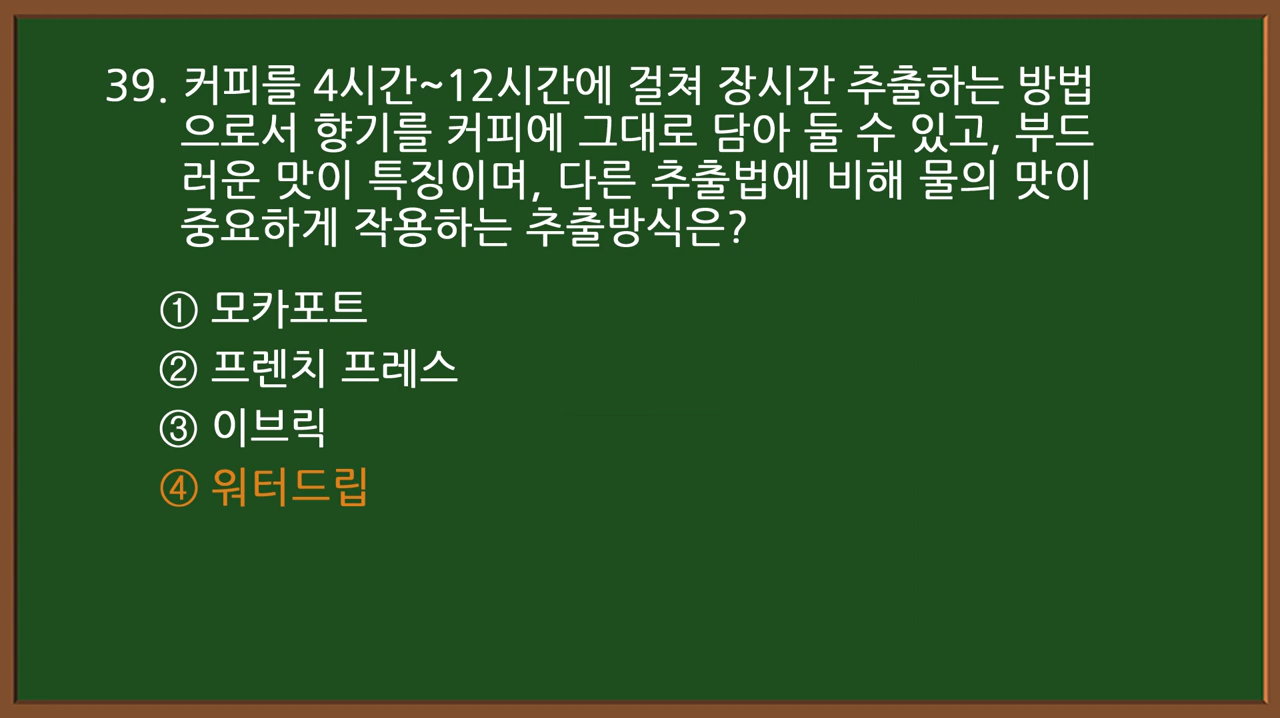 39. 커피를 4시간~12시간에 걸쳐 장시간 추출하는 방법
으로서 향기를 커피에 그대로 담아 둘 수 있고, 부드
러운 맛이 특징이며, 다른 추출법에 비해 물의 맛이
중요하게 작용하는 추출방식은?
① 모카포트
② 프렌치 프레스
③ 이브릭
④ 워터드립